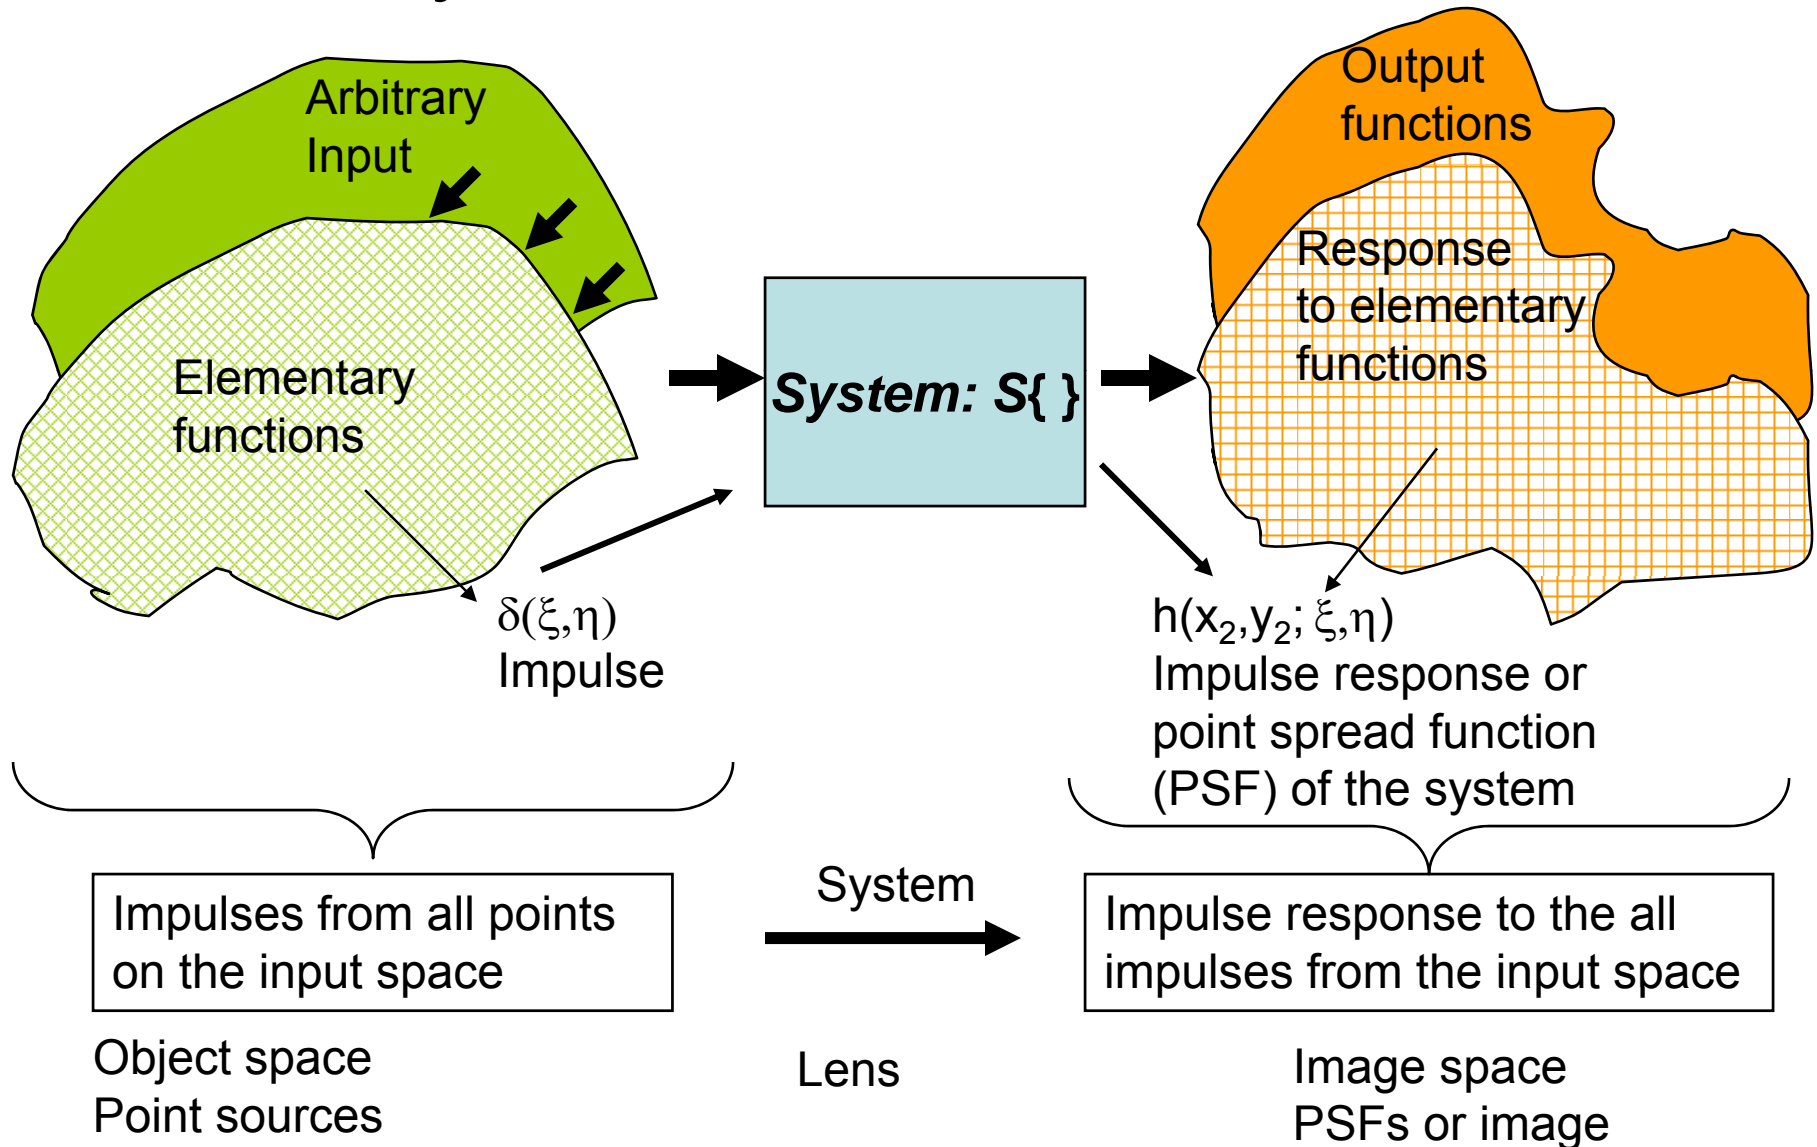 Arbitrary
Input
Output
functions
Elementary
functions
System: S{ }
Response
to elementary
functions
δ(ξ,η)
Impulse
h(x₂,y₂; ξ,η)
Impulse response or
point spread function
(PSF) of the system
Impulses from all points
on the input space
System
Impulse response to the all
impulses from the input space
Object space
Point sources
Lens
Image space
PSFs or image